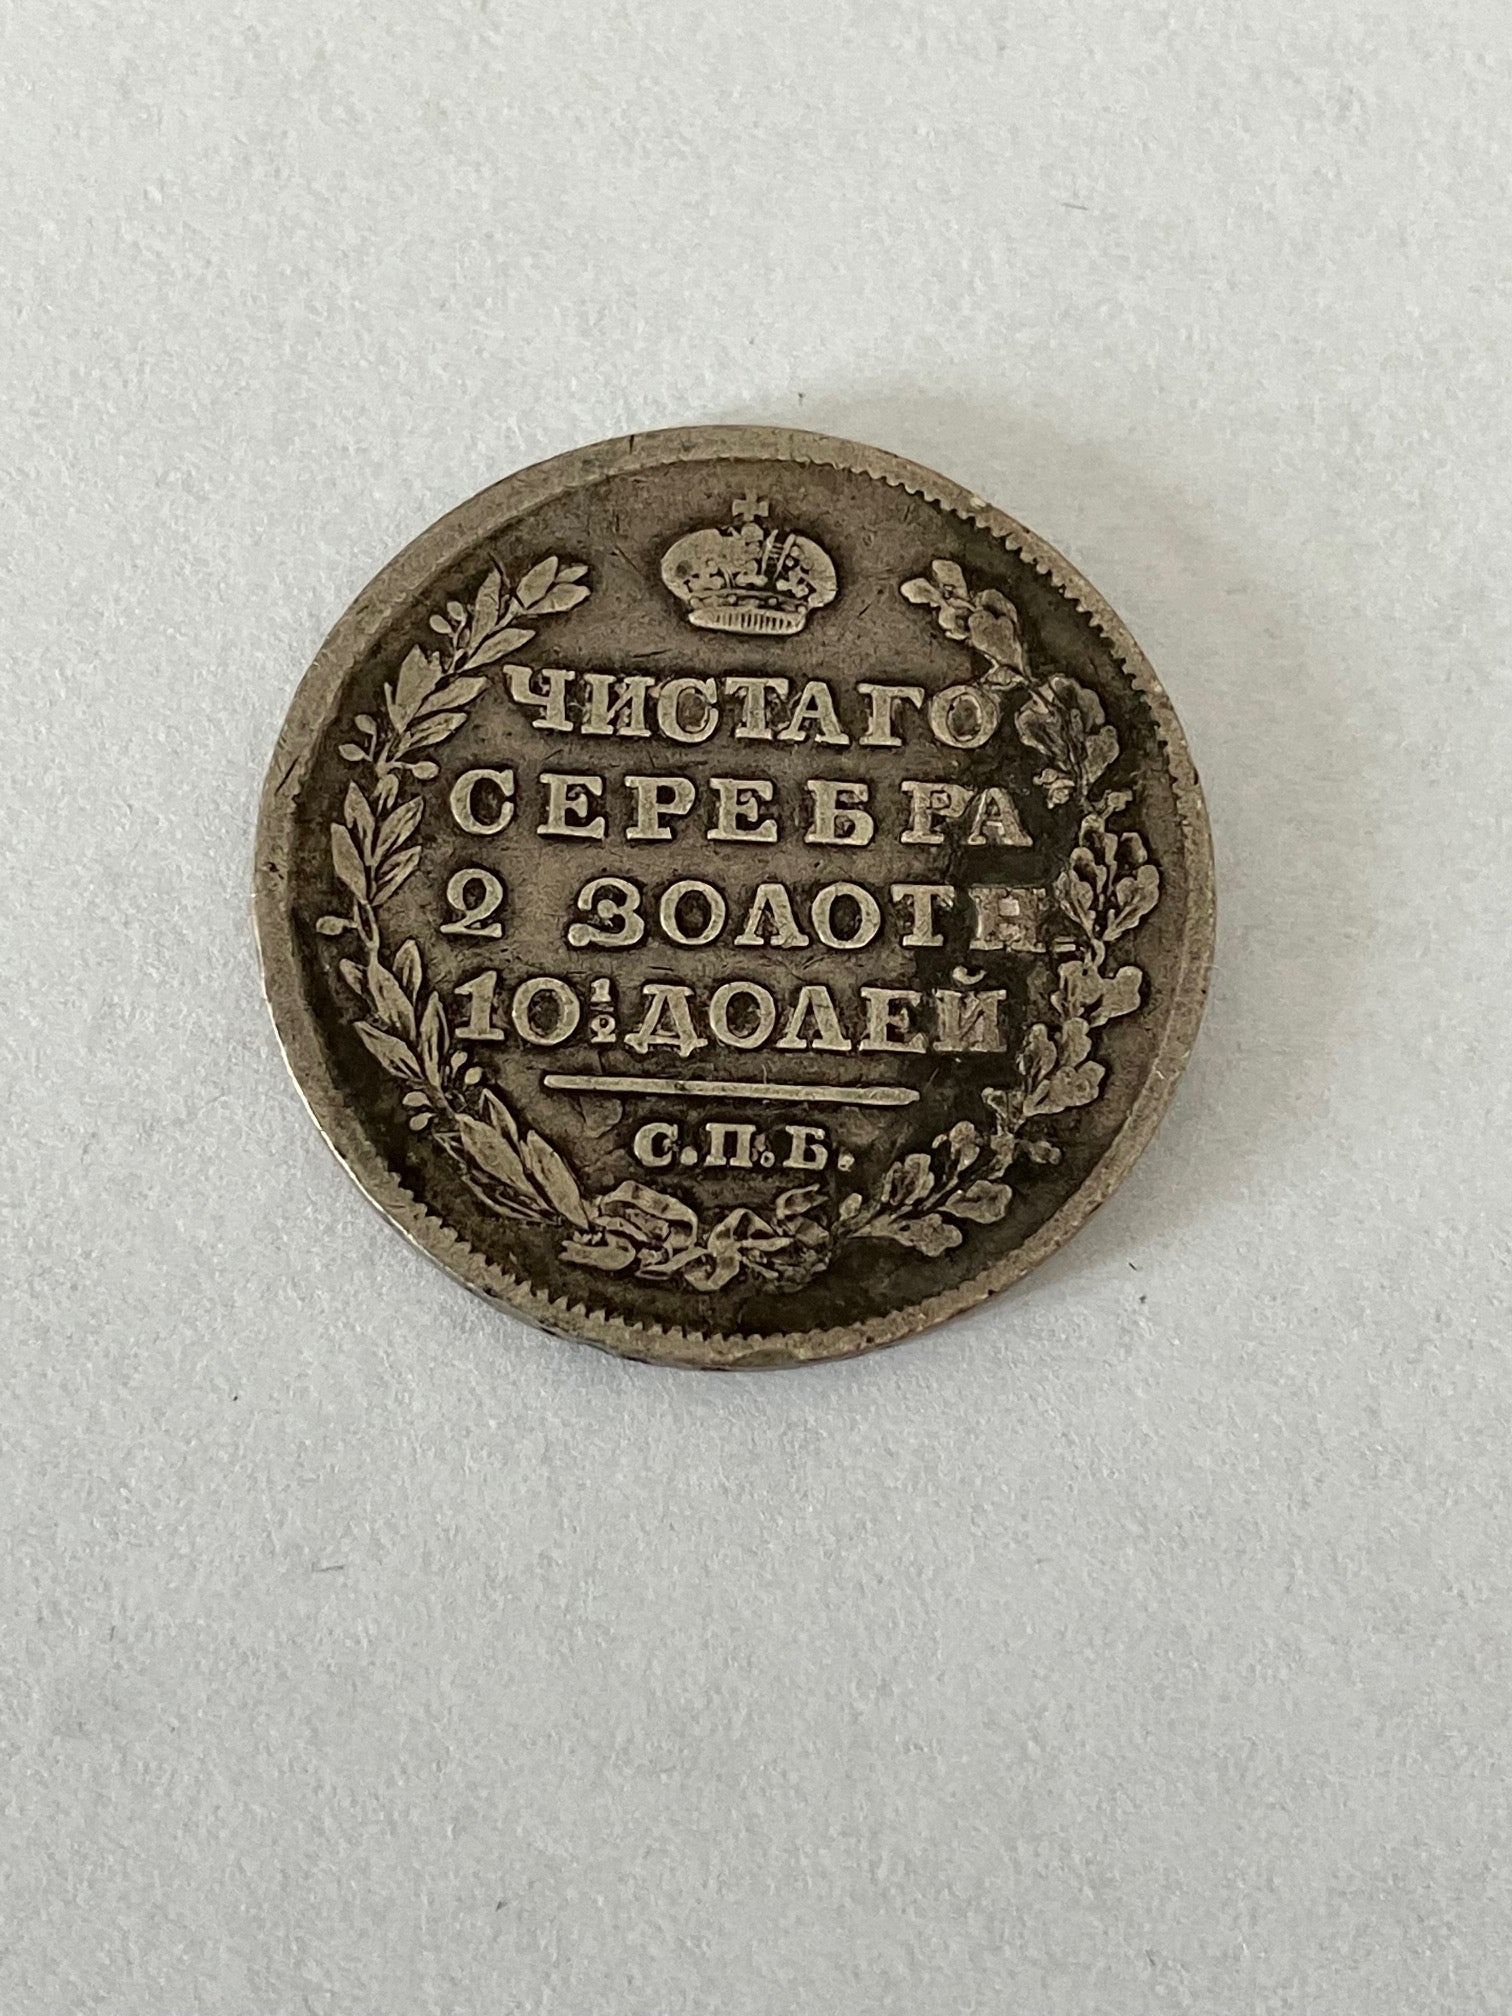 ЧИСТАГО
СЕРЕБРА
2 ЗОЛОТН.
10½ ДОЛЕЙ
С.П.Б.